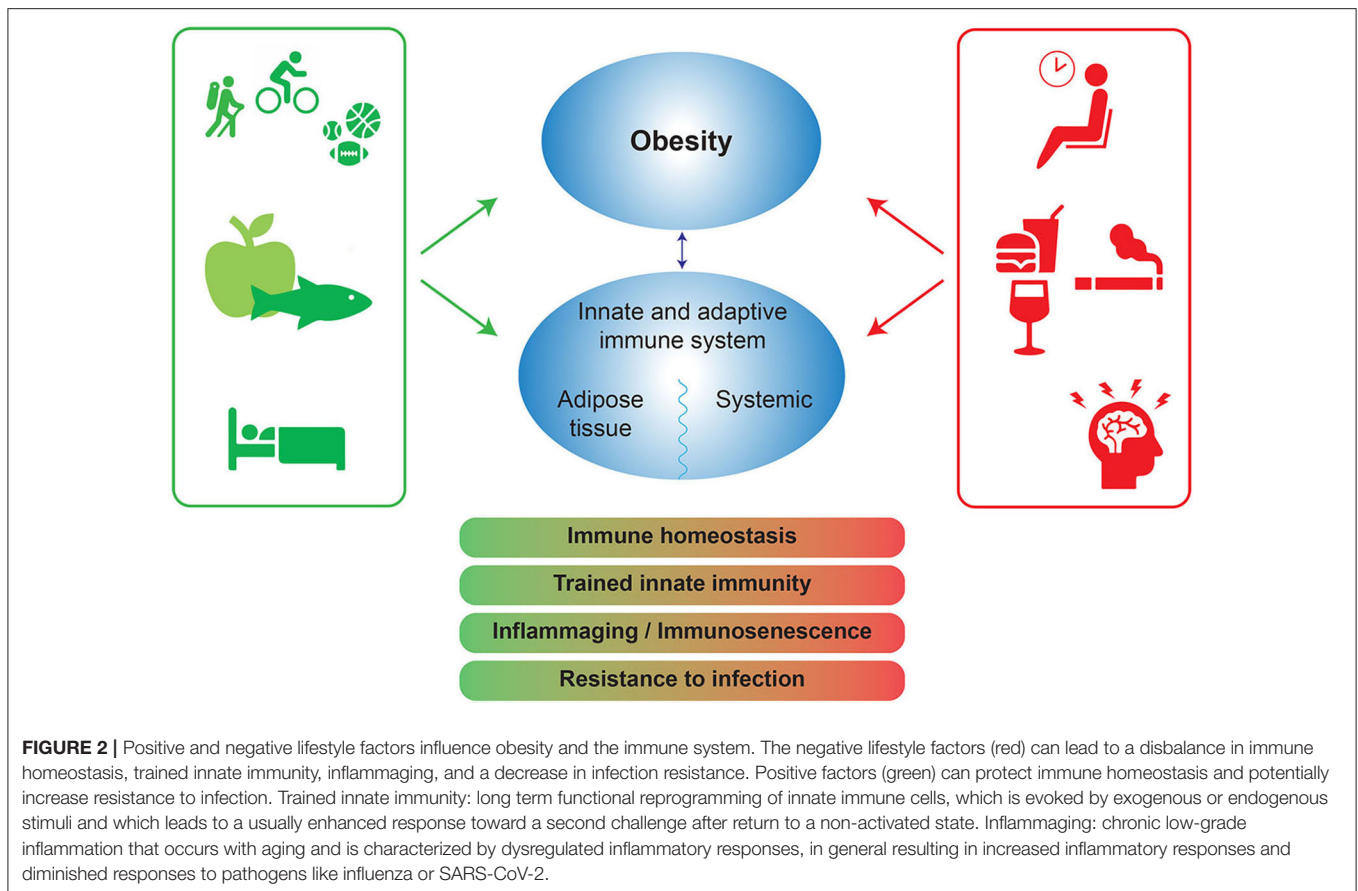 Obesity
Innate and adaptive
immune system
Adipose
tissue
Systemic
Immune homeostasis
Trained innate immunity
Inflammaging / Immunosenescence
Resistance to infection
FIGURE 2 | Positive and negative lifestyle factors influence obesity and the immune system. The negative lifestyle factors (red) can lead to a disbalance in immune
homeostasis, trained innate immunity, inflammaging, and a decrease in infection resistance. Positive factors (green) can protect immune homeostasis and potentially
increase resistance to infection. Trained innate immunity: long term functional reprogramming of innate immune cells, which is evoked by exogenous or endogenous
stimuli and which leads to a usually enhanced response toward a second challenge after return to a non-activated state. Inflammaging: chronic low-grade
inflammation that occurs with aging and is characterized by dysregulated inflammatory responses, in general resulting in increased inflammatory responses and
diminished responses to pathogens like influenza or SARS-CoV-2.